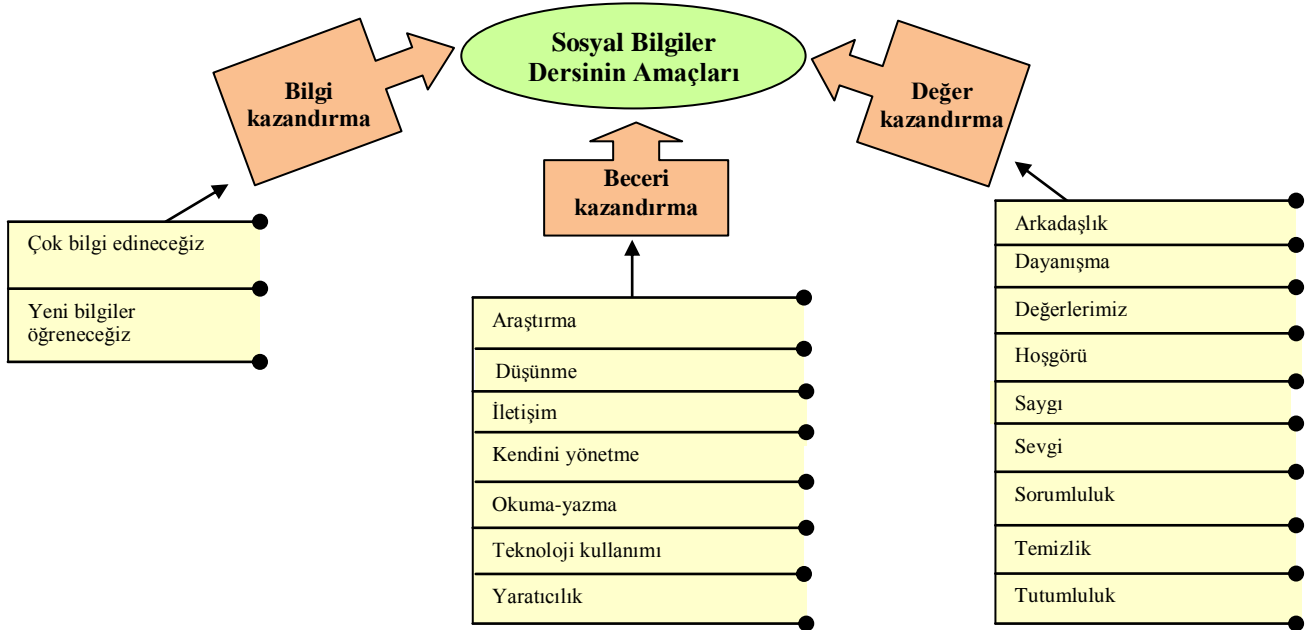 Sosyal Bilgiler
Dersinin Amaçları
Bilgi
kazandırma
Çok bilgi edineceğiz
Yeni bilgiler
öğreneceğiz
Beceri
kazandırma
Araştırma
Düşünme
İletişim
Kendini yönetme
Okuma-yazma
Teknoloji kullanımı
Yaratıcılık
Değer
kazandırma
Arkadaşlık
Dayanışma
Değerlerimiz
Hoşgörü
Saygı
Sevgi
Sorumluluk
Temizlik
Tutumluluk